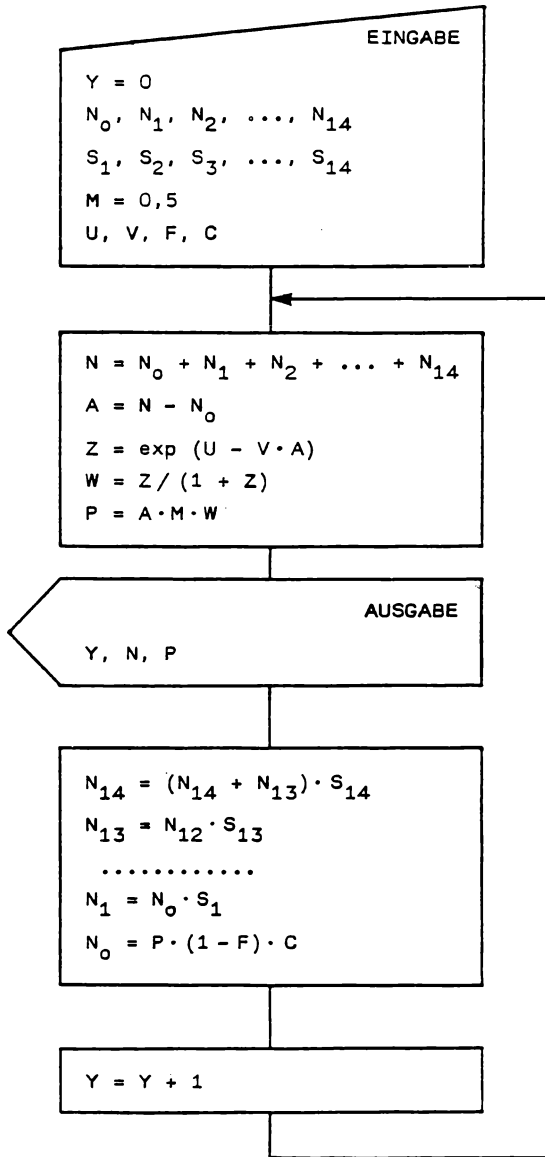 EINGABE
Y = 0
N₀, N₁, N₂, ..., N₁₄
S₁, S₂, S₃, ..., S₁₄
M = 0,5
U, V, F, C
N = N₀ + N₁ + N₂ + ... + N₁₄
A = N - N₀
Z = exp (U - V·A)
W = Z/(1 + Z)
P = A·M·W
AUSGABE
Y, N, P
N₁₄ = (N₁₄ + N₁₃)·S₁₄
N₁₃ = N₁₂·S₁₃
............
N₁ = N₀·S₁
N₀ = P·(1-F)·C
Y = Y + 1